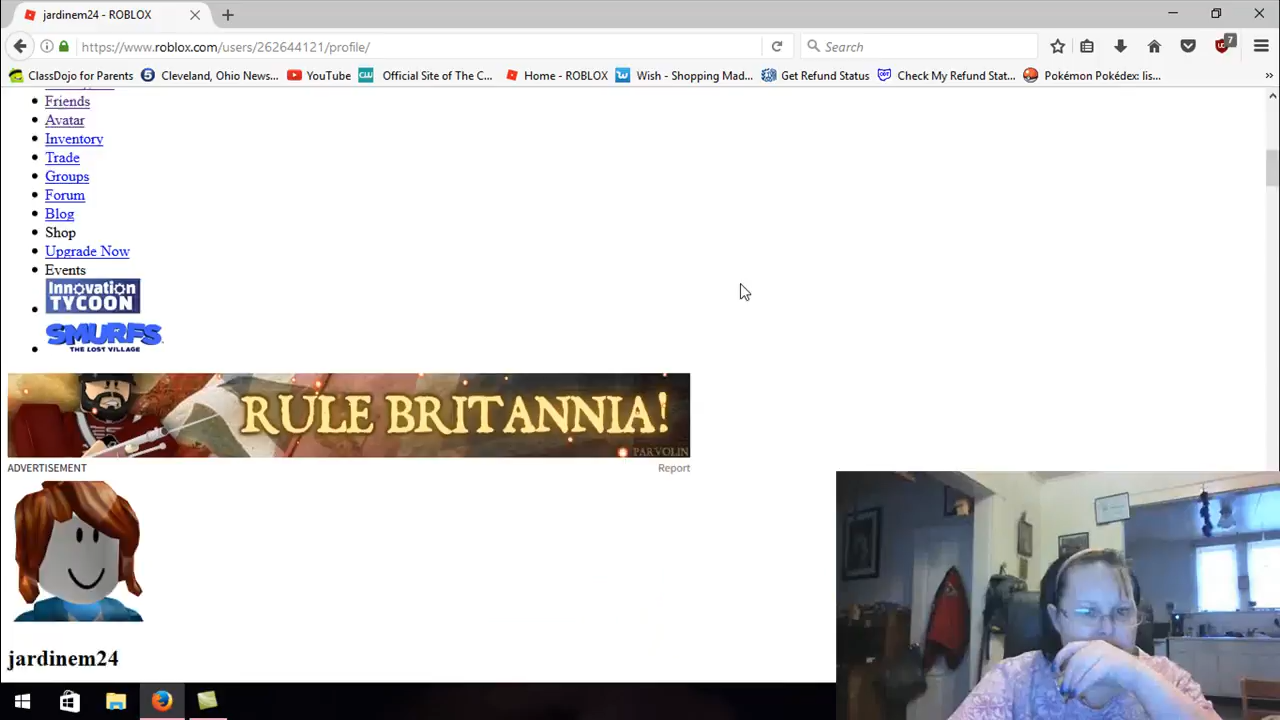 jardinem24 - ROBLOX
https://www.roblox.com/users/262644121/profile/
Search
7
ClassDojo for Parents
Cleveland, Ohio News...
YouTube
CW Official Site of The C...
Home - ROBLOX
Wish - Shopping Mad...
Get Refund Status
Check My Refund Stat...
Pokémon Pokédex: lis...
Friends
Avatar
Inventory
Trade
Groups
Forum
Blog
Shop
Upgrade Now
Events
Innovation
TYCOON
SMURFS
THE LOST VILLAGE
RULE BRITANNIA!
PARVOLIN
ADVERTISEMENT
Report
jardinem24